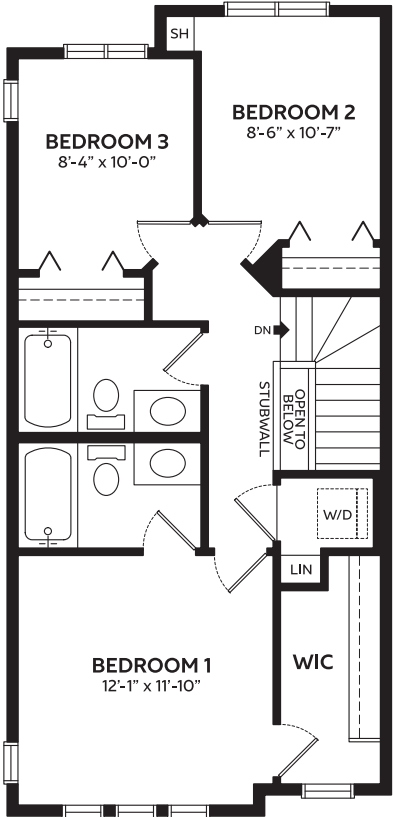 SH
BEDROOM 2
8'-6" x 10'-7"
BEDROOM 3
8'-4" x 10'-0"
DN
STUBWALL
OPEN TO
BELOW
W/D
LIN
BEDROOM 1
12'-1" x 11'-10"
WIC